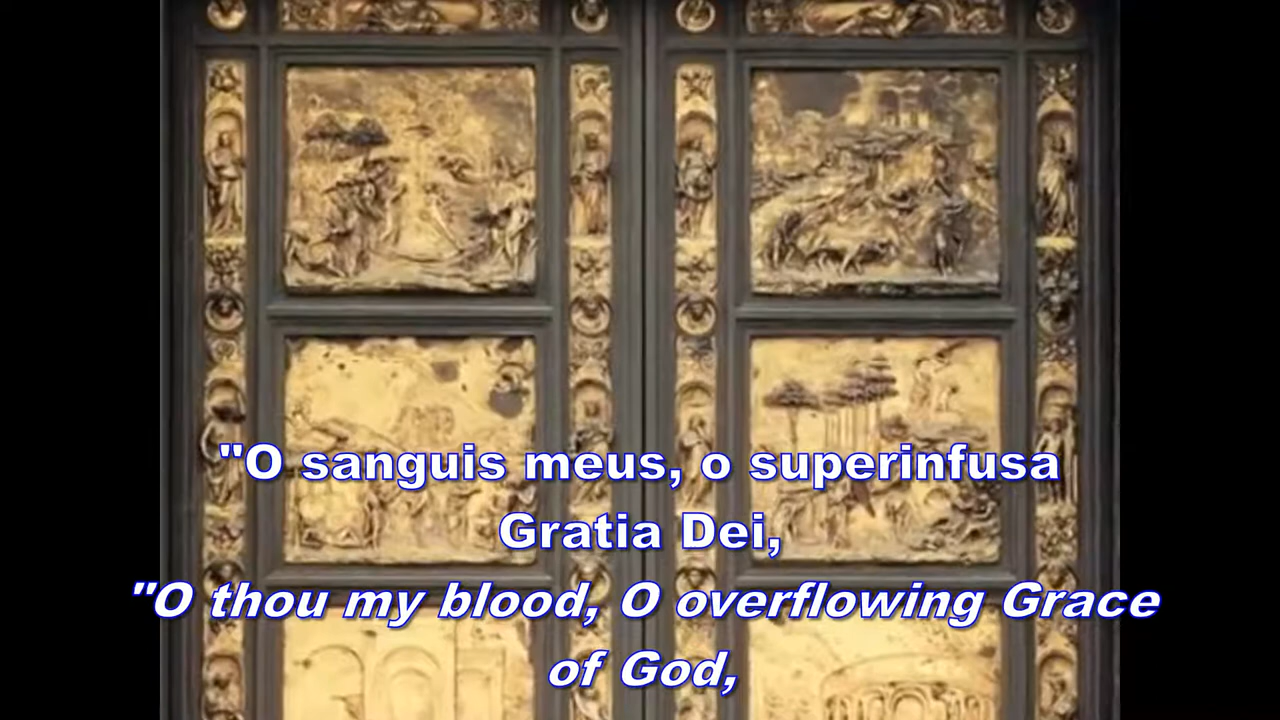 "O sanguis meus, o superinfusa
Gratia Dei,
"O thou my blood, O overflowing Grace
of God,